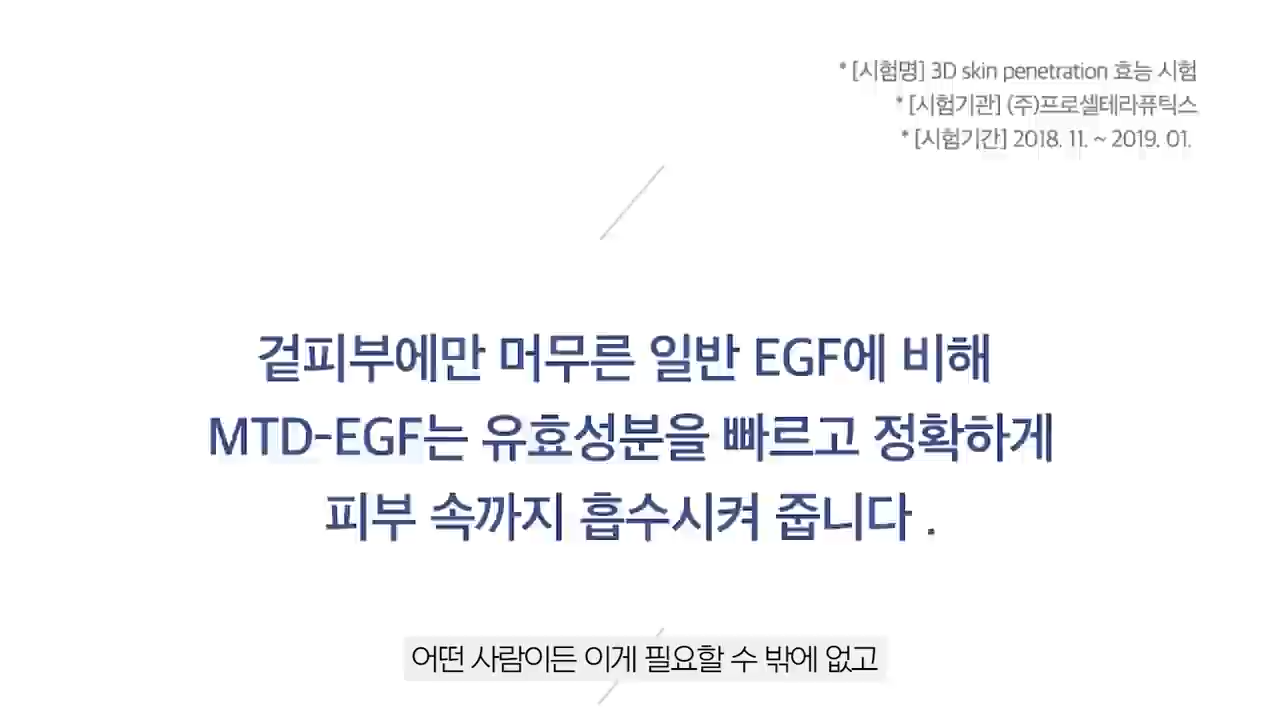 * [시험명] 3D skin penetration 효능 시험
* [시험기관] (주)프로셀테라퓨틱스
* [시험기간] 2018. 11. ~ 2019. 01.
겉피부에만 머무른 일반 EGF에 비해
MTD-EGF는 유효성분을 빠르고 정확하게
피부 속까지 흡수시켜 줍니다 .
어떤 사람이든 이게 필요할 수 밖에 없고